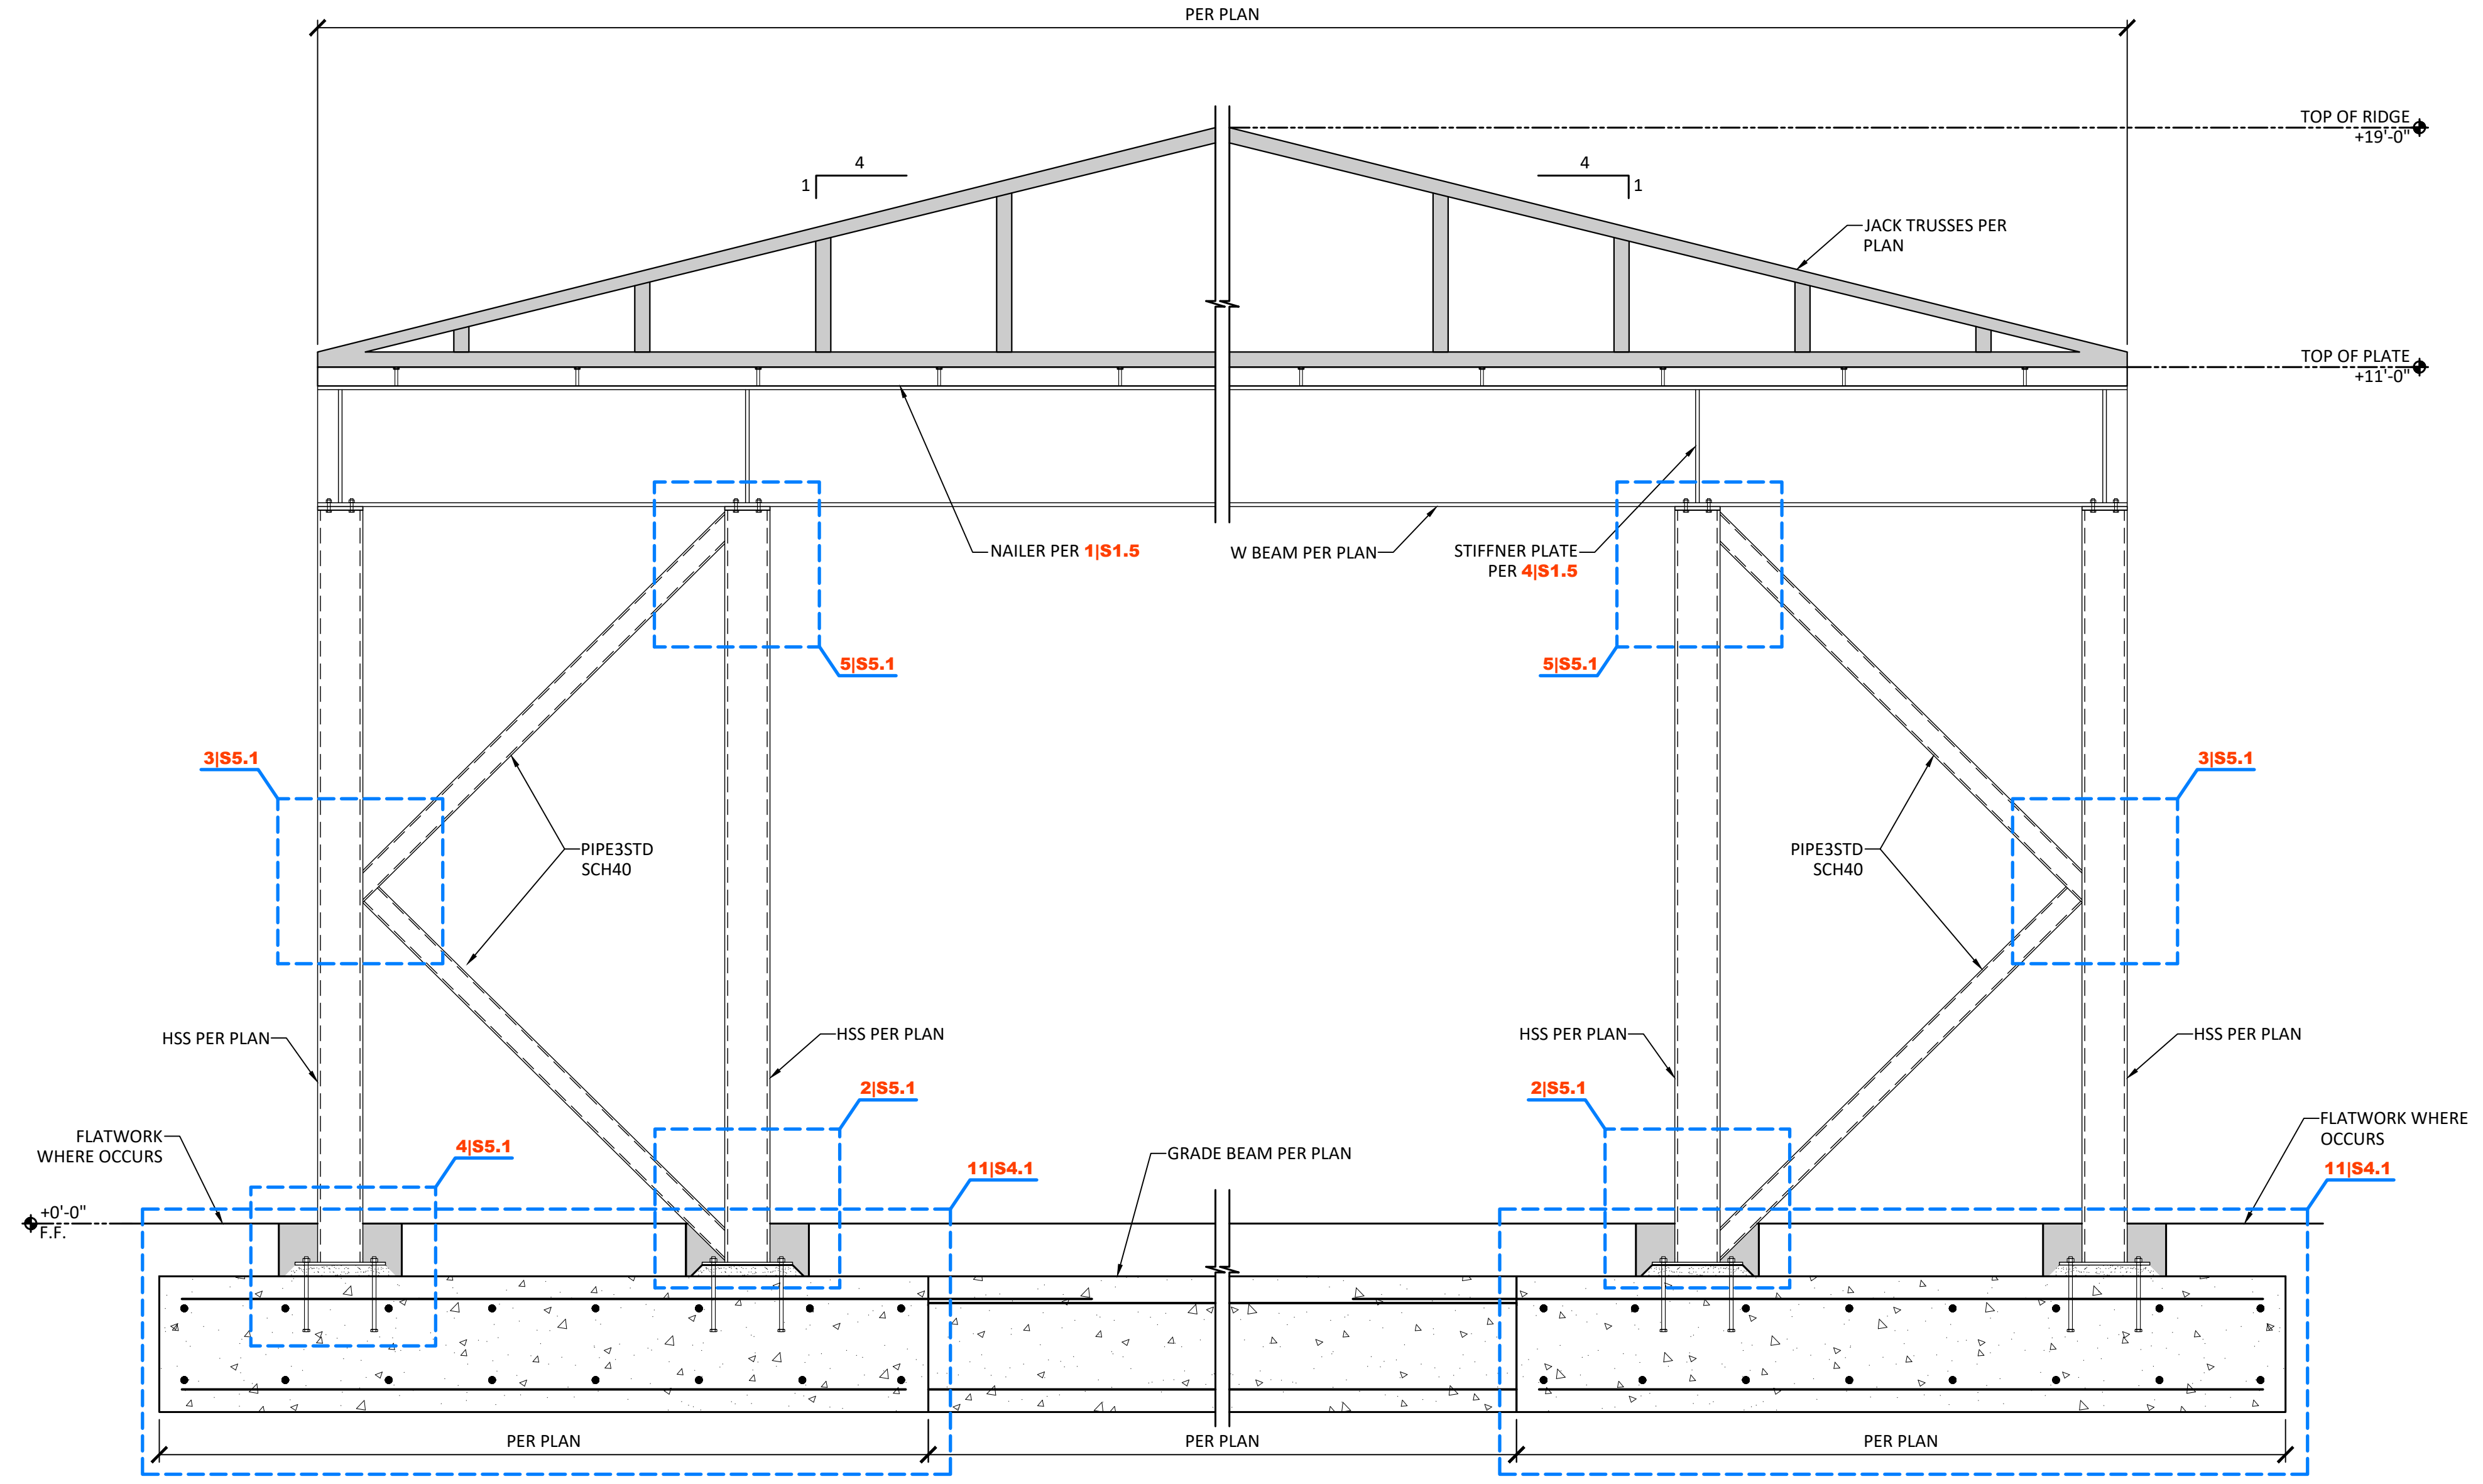 PER PLAN
TOP OF RIDGE
+19'-0"
4
1
4
1
JACK TRUSSES PER
PLAN
TOP OF PLATE
+11'-0"
NAILER PER 1|S1.5
W BEAM PER PLAN
STIFFNER PLATE
PER 4|S1.5
5|S5.1
5|S5.1
3|S5.1
3|S5.1
PIPE3STD
SCH40
PIPE3STD
SCH40
HSS PER PLAN
HSS PER PLAN
HSS PER PLAN
HSS PER PLAN
2|S5.1
2|S5.1
FLATWORK
WHERE OCCURS
4|S5.1
11|S4.1
GRADE BEAM PER PLAN
FLATWORK WHERE
OCCURS
11|S4.1
+0'-0"
F.F.
PER PLAN
PER PLAN
PER PLAN